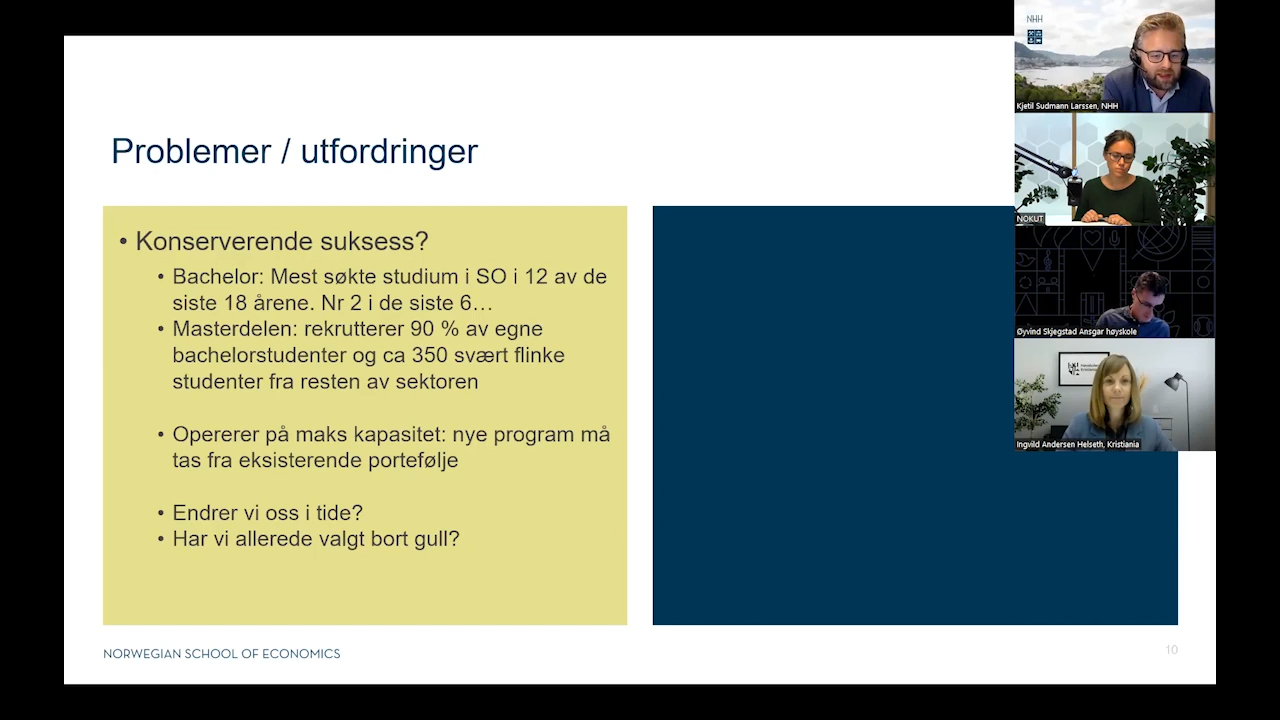 Problemer / utfordringer
• Konserverende suksess?
• Bachelor: Mest søkte studium i SO i 12 av de
siste 18 årene. Nr 2 i de siste 6…
• Masterdelen: rekrutterer 90 % av egne
bachelorstudenter og ca 350 svært flinke
studenter fra resten av sektoren
• Opererer på maks kapasitet: nye program må
tas fra eksisterende portefølje
• Endrer vi oss i tide?
• Har vi allerede valgt bort gull?
NORWEGIAN SCHOOL OF ECONOMICS
10
NHH
Kjetil Sudmann Larssen, NHH
NOKUT
Øyvind Skjegstad Ansgar høyskole
Ingvild Andersen Helseth, Kristiania